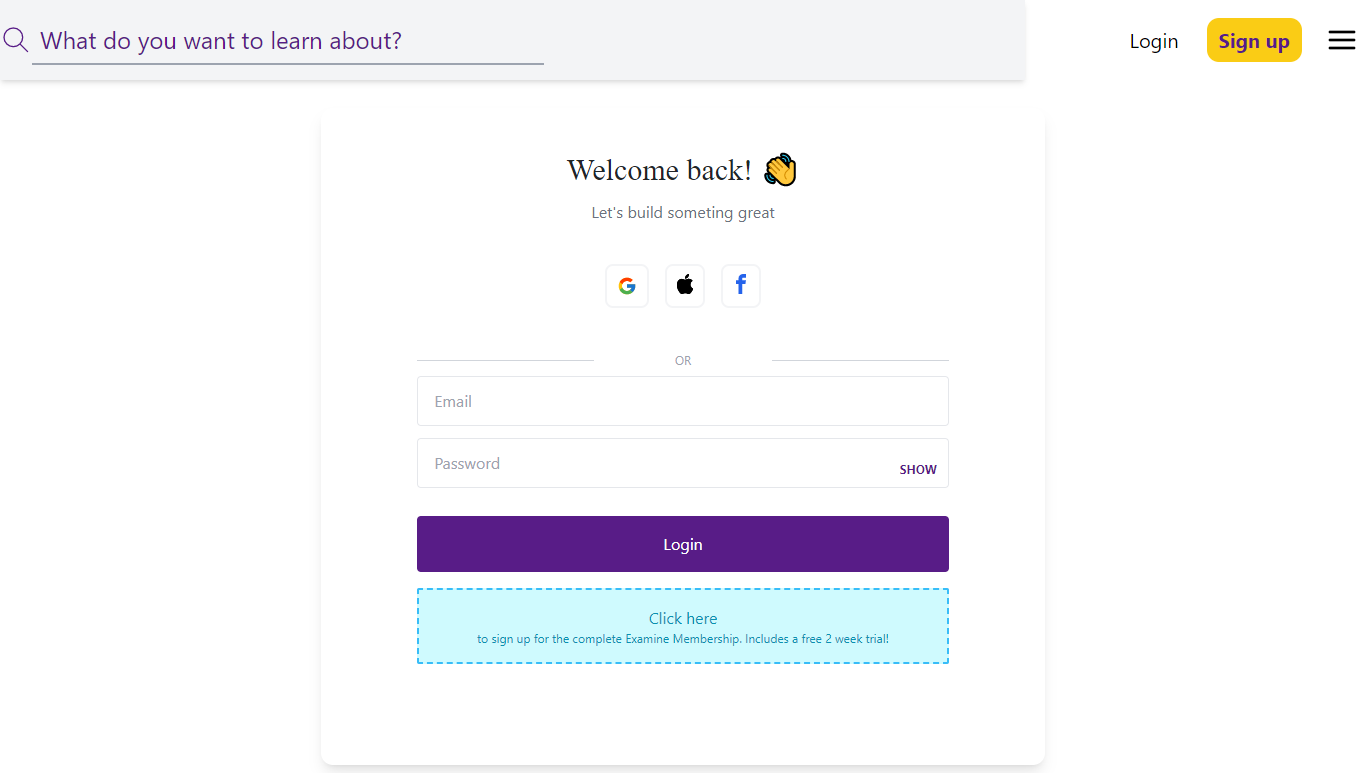 What do you want to learn about?
Login
Sign up
Welcome back! 👋
Let's build someting great
OR
Email
Password
SHOW
Login
Click here
to sign up for the complete Examine Membership. Includes a free 2 week trial!